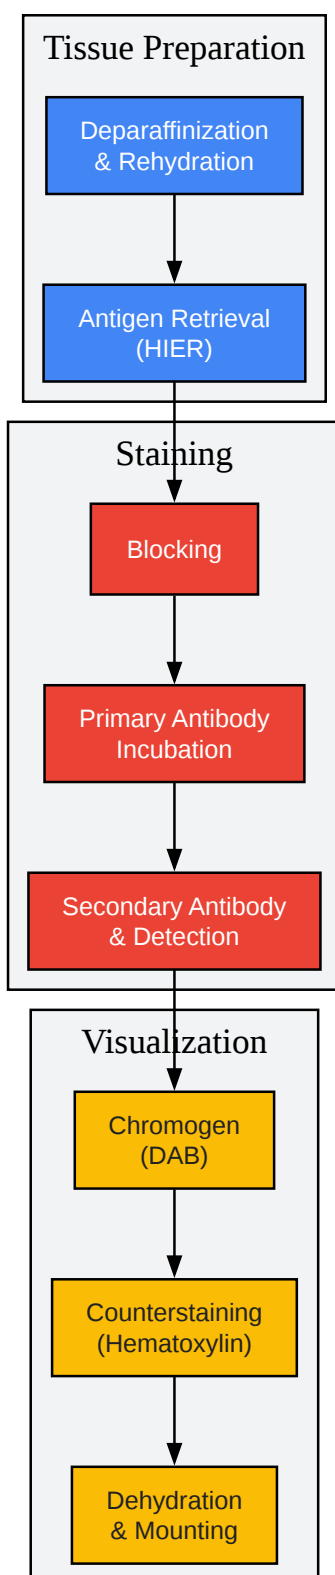 Tissue Preparation
Deparaffinization
& Rehydration
Antigen Retrieval
(HIER)
Staining
Blocking
Primary Antibody
Incubation
Secondary Antibody
& Detection
Visualization
Chromogen
(DAB)
Counterstaining
(Hematoxylin)
Dehydration
& Mounting